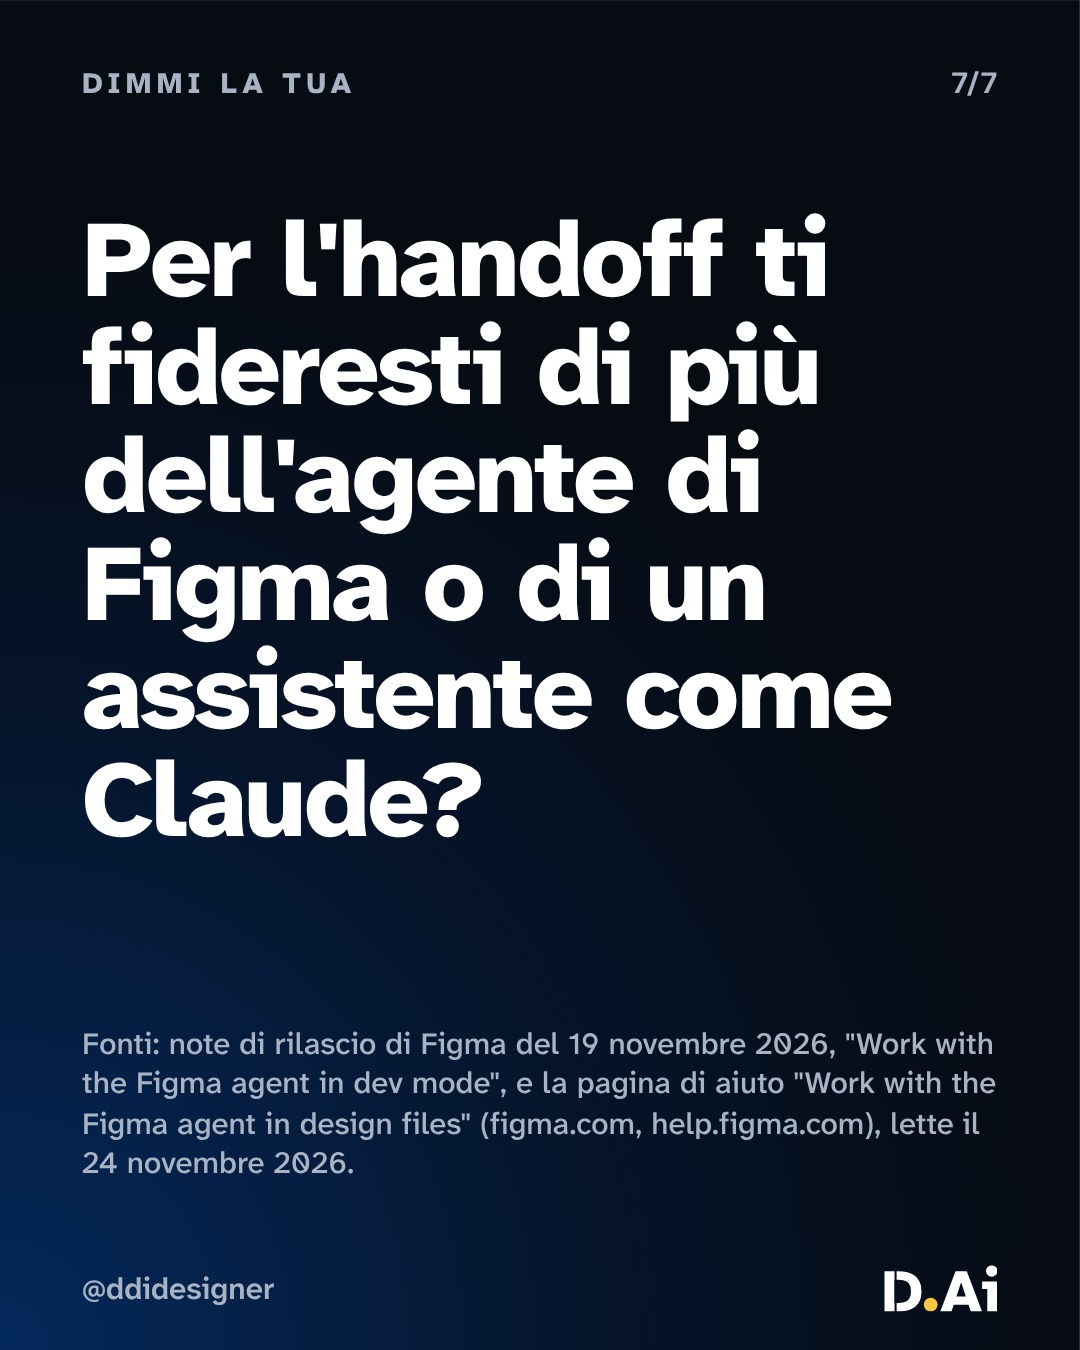 DIMMI LA TUA
7/7
Per l'handoff ti
fideresti di più
dell'agente di
Figma o di un
assistente come
Claude?
Fonti: note di rilascio di Figma del 19 novembre 2026, "Work with
the Figma agent in dev mode", e la pagina di aiuto "Work with the
Figma agent in design files" (figma.com, help.figma.com), lette il
24 novembre 2026.
@ddidesigner
D.Ai